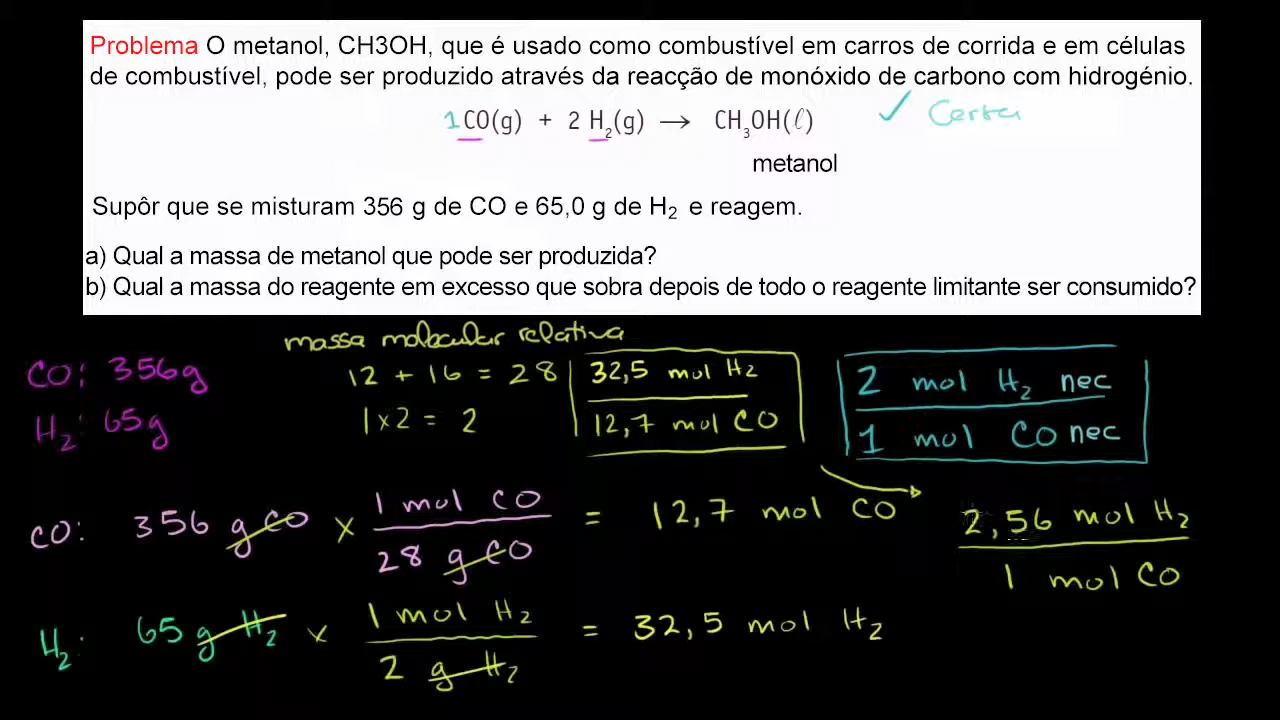 Problema O metanol, CH3OH, que é usado como combustível em carros de corrida e em células
de combustível, pode ser produzido através da reacção de monóxido de carbono com hidrogénio.
1 CO(g) + 2 H₂(g) → CH₃OH(ℓ) ✓ Certa
metanol
Supôr que se misturam 356 g de CO e 65,0 g de H₂ e reagem.
a) Qual a massa de metanol que pode ser produzida?
b) Qual a massa do reagente em excesso que sobra depois de todo o reagente limitante ser consumido?
massa molecular relativa
CO: 356g
12 + 16 = 28
H₂: 65g
1 x 2 = 2
32,5 mol H₂
12,7 mol CO
2 mol H₂ nec
1 mol CO nec
CO: 356 g CO x 1 mol CO / 28 g CO = 12,7 mol CO
2,56 mol H₂
1 mol CO
H₂: 65 g H₂ x 1 mol H₂ / 2 g H₂ = 32,5 mol H₂